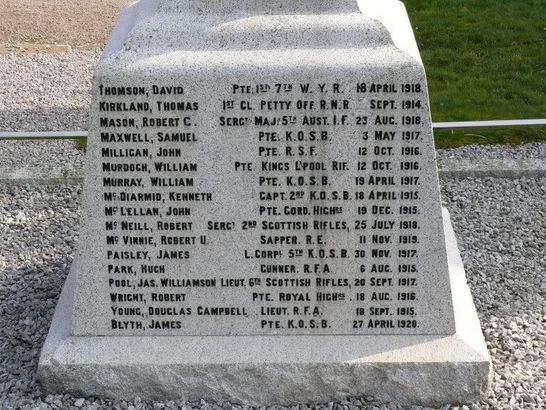 THOMSON, DAVID PTE. 1ST 7TH W. Y. R. 18 APRIL 1918.
KIRKLAND, THOMAS 1ST CL PETTY OFF. R.N.R SEPT. 1914.
MASON, ROBERT C. SERGT MAJ. 5TH AUST. I.F. 23 AUG. 1918.
MAXWELL, SAMUEL PTE. K.O.S.B. 3 MAY 1917.
MILLIGAN, JOHN PTE. R.S.F. 12 OCT. 1916.
MURDOCH, WILLIAM PTE KINGS L'POOL RIF. 12 OCT. 1916.
MURRAY, WILLIAM PTE. K.O.S.B. 19 APRIL 1917.
Mc DIARMID, KENNETH CAPT. 2ND K.O.S.B. 18 APRIL 1915.
Mc LELLAN, JOHN PTE. GORD. HIGHRS 19 DEC. 1915.
Mc NEILL, ROBERT SERGT 2ND SCOTTISH RIFLES, 25 JULY 1918.
Mc VINNIE, ROBERT U. SAPPER. R.E. 11 NOV. 1919.
PAISLEY, JAMES L. CORPL 5TH K.O.S.B. 30 NOV. 1917.
PARK, HUGH GUNNER. R.F.A. 6 AUG. 1915.
POOL, JAS. WILLIAMSON LIEUT. 6TH SCOTTISH RIFLES, 20 SEPT. 1917.
WRIGHT, ROBERT PTE. ROYAL HIGHRS. 18 AUG. 1916.
YOUNG, DOUGLAS CAMPBELL LIEUT. R.F.A. 18 SEPT. 1915.
BLYTH, JAMES PTE. K.O.S.B. 27 APRIL 1920.